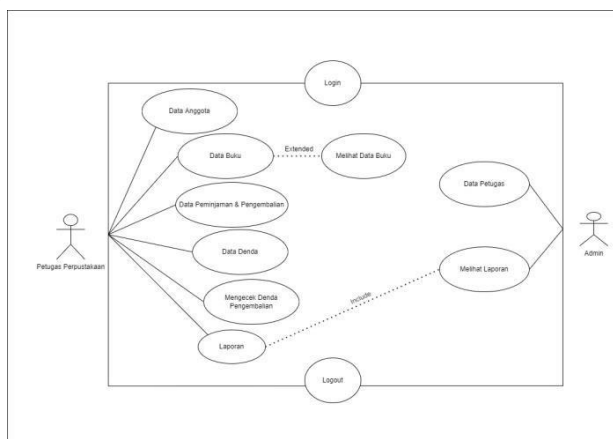 Login
Data Anggota
Data Buku
Extended
Melihat Data Buku
Data Peminjaman & Pengembalian
Data Petugas
Petugas Perpustakaan
Admin
Data Denda
Melihat Laporan
Mengecek Denda
Pengembalian
Include
Laporan
Logout